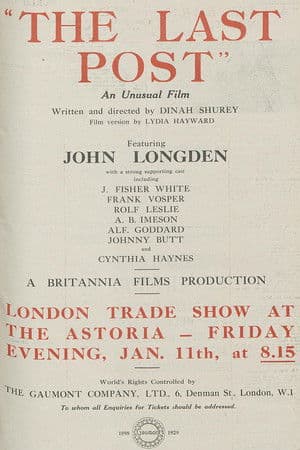 "THE LAST
POST"
An Unusual Film
Written and directed by DINAH SHUREY
Film version by LYDIA HAYWARD
Featuring
JOHN LONGDEN
with a strong supporting cast
including
J. FISHER WHITE
FRANK VOSPER
ROLF LESLIE
A. B. IMESON
ALF. GODDARD
JOHNNY BUTT
and
CYNTHIA HAYNES
A BRITANNIA FILMS PRODUCTION
LONDON TRADE SHOW AT
THE ASTORIA — FRIDAY
EVENING, JAN. 11th, at 8.15
World's Rights Controlled by
THE GAUMONT COMPANY, LTD., 6, Denman St., London, W.1
To whom all Enquiries for Tickets should be addressed.
1898 Gaumont 1929